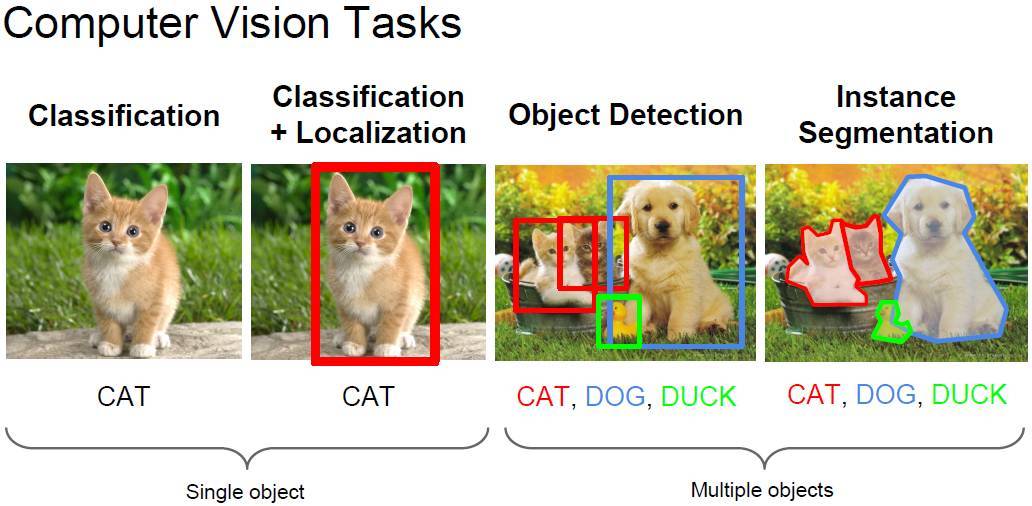 Computer Vision Tasks
Classification
Classification
+ Localization
Object Detection
Instance
Segmentation
CAT
CAT
CAT, DOG, DUCK
CAT, DOG, DUCK
Single object
Multiple objects